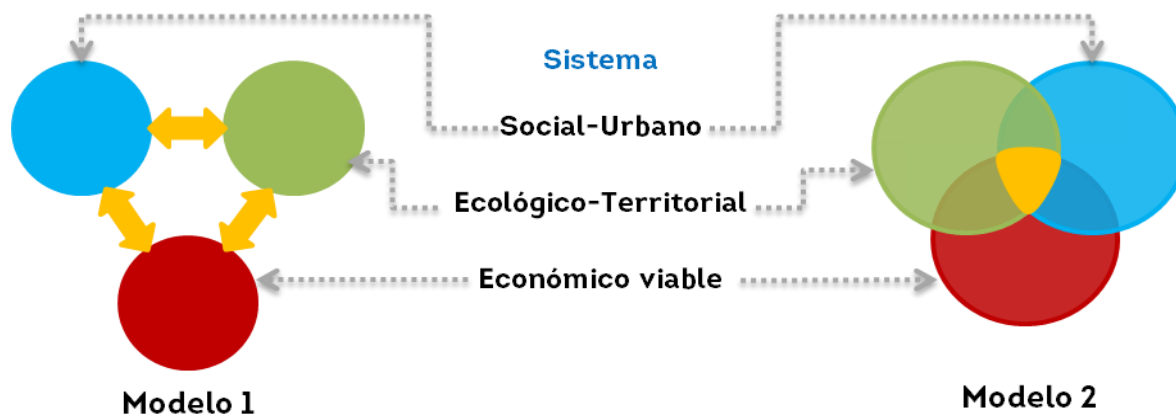 Sistema
Social-Urbano
Ecológico-Territorial
Económico viable
Modelo 1
Modelo 2